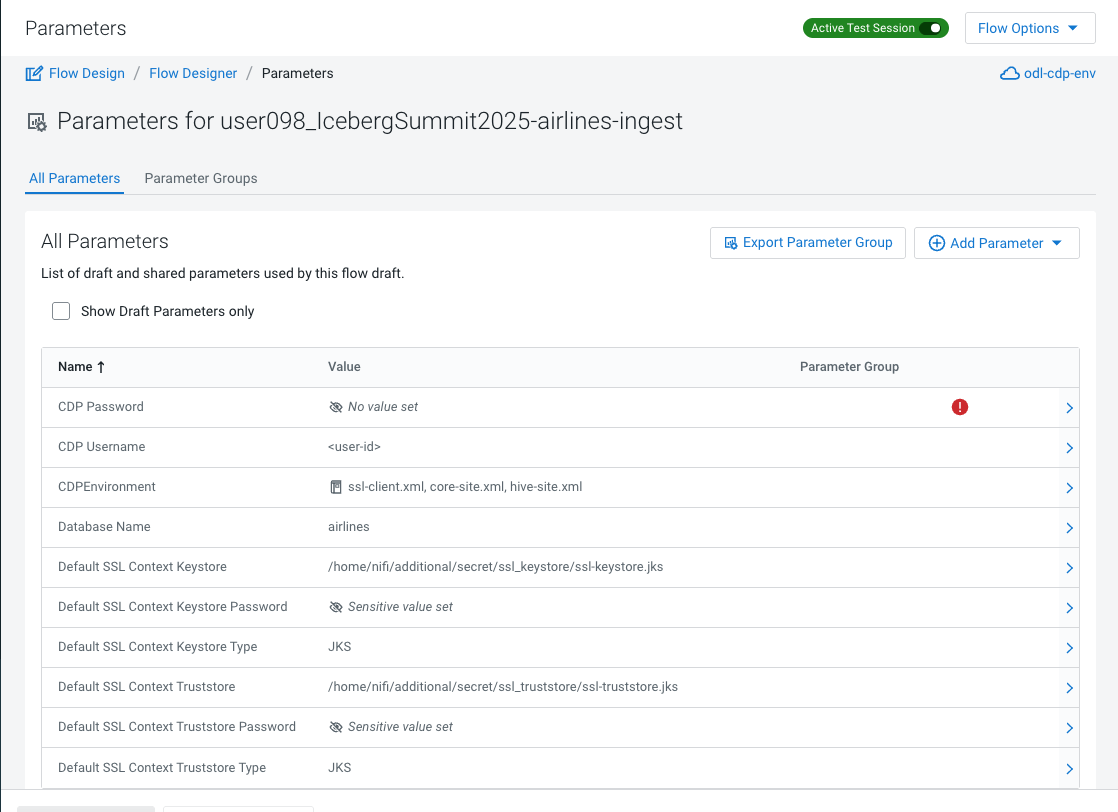 Parameters
Active Test Session
Flow Options
Flow Design / Flow Designer / Parameters
odl-cdp-env
Parameters for user098_IcebergSummit2025-airlines-ingest
All Parameters
Parameter Groups
All Parameters
Export Parameter Group
Add Parameter
List of draft and shared parameters used by this flow draft.
Show Draft Parameters only
Name ↑ Value Parameter Group
CDP Password No value set
CDP Username <user-id>
CDPEnvironment ssl-client.xml, core-site.xml, hive-site.xml
Database Name airlines
Default SSL Context Keystore /home/nifi/additional/secret/ssl_keystore/ssl-keystore.jks
Default SSL Context Keystore Password Sensitive value set
Default SSL Context Keystore Type JKS
Default SSL Context Truststore /home/nifi/additional/secret/ssl_truststore/ssl-truststore.jks
Default SSL Context Truststore Password Sensitive value set
Default SSL Context Truststore Type JKS